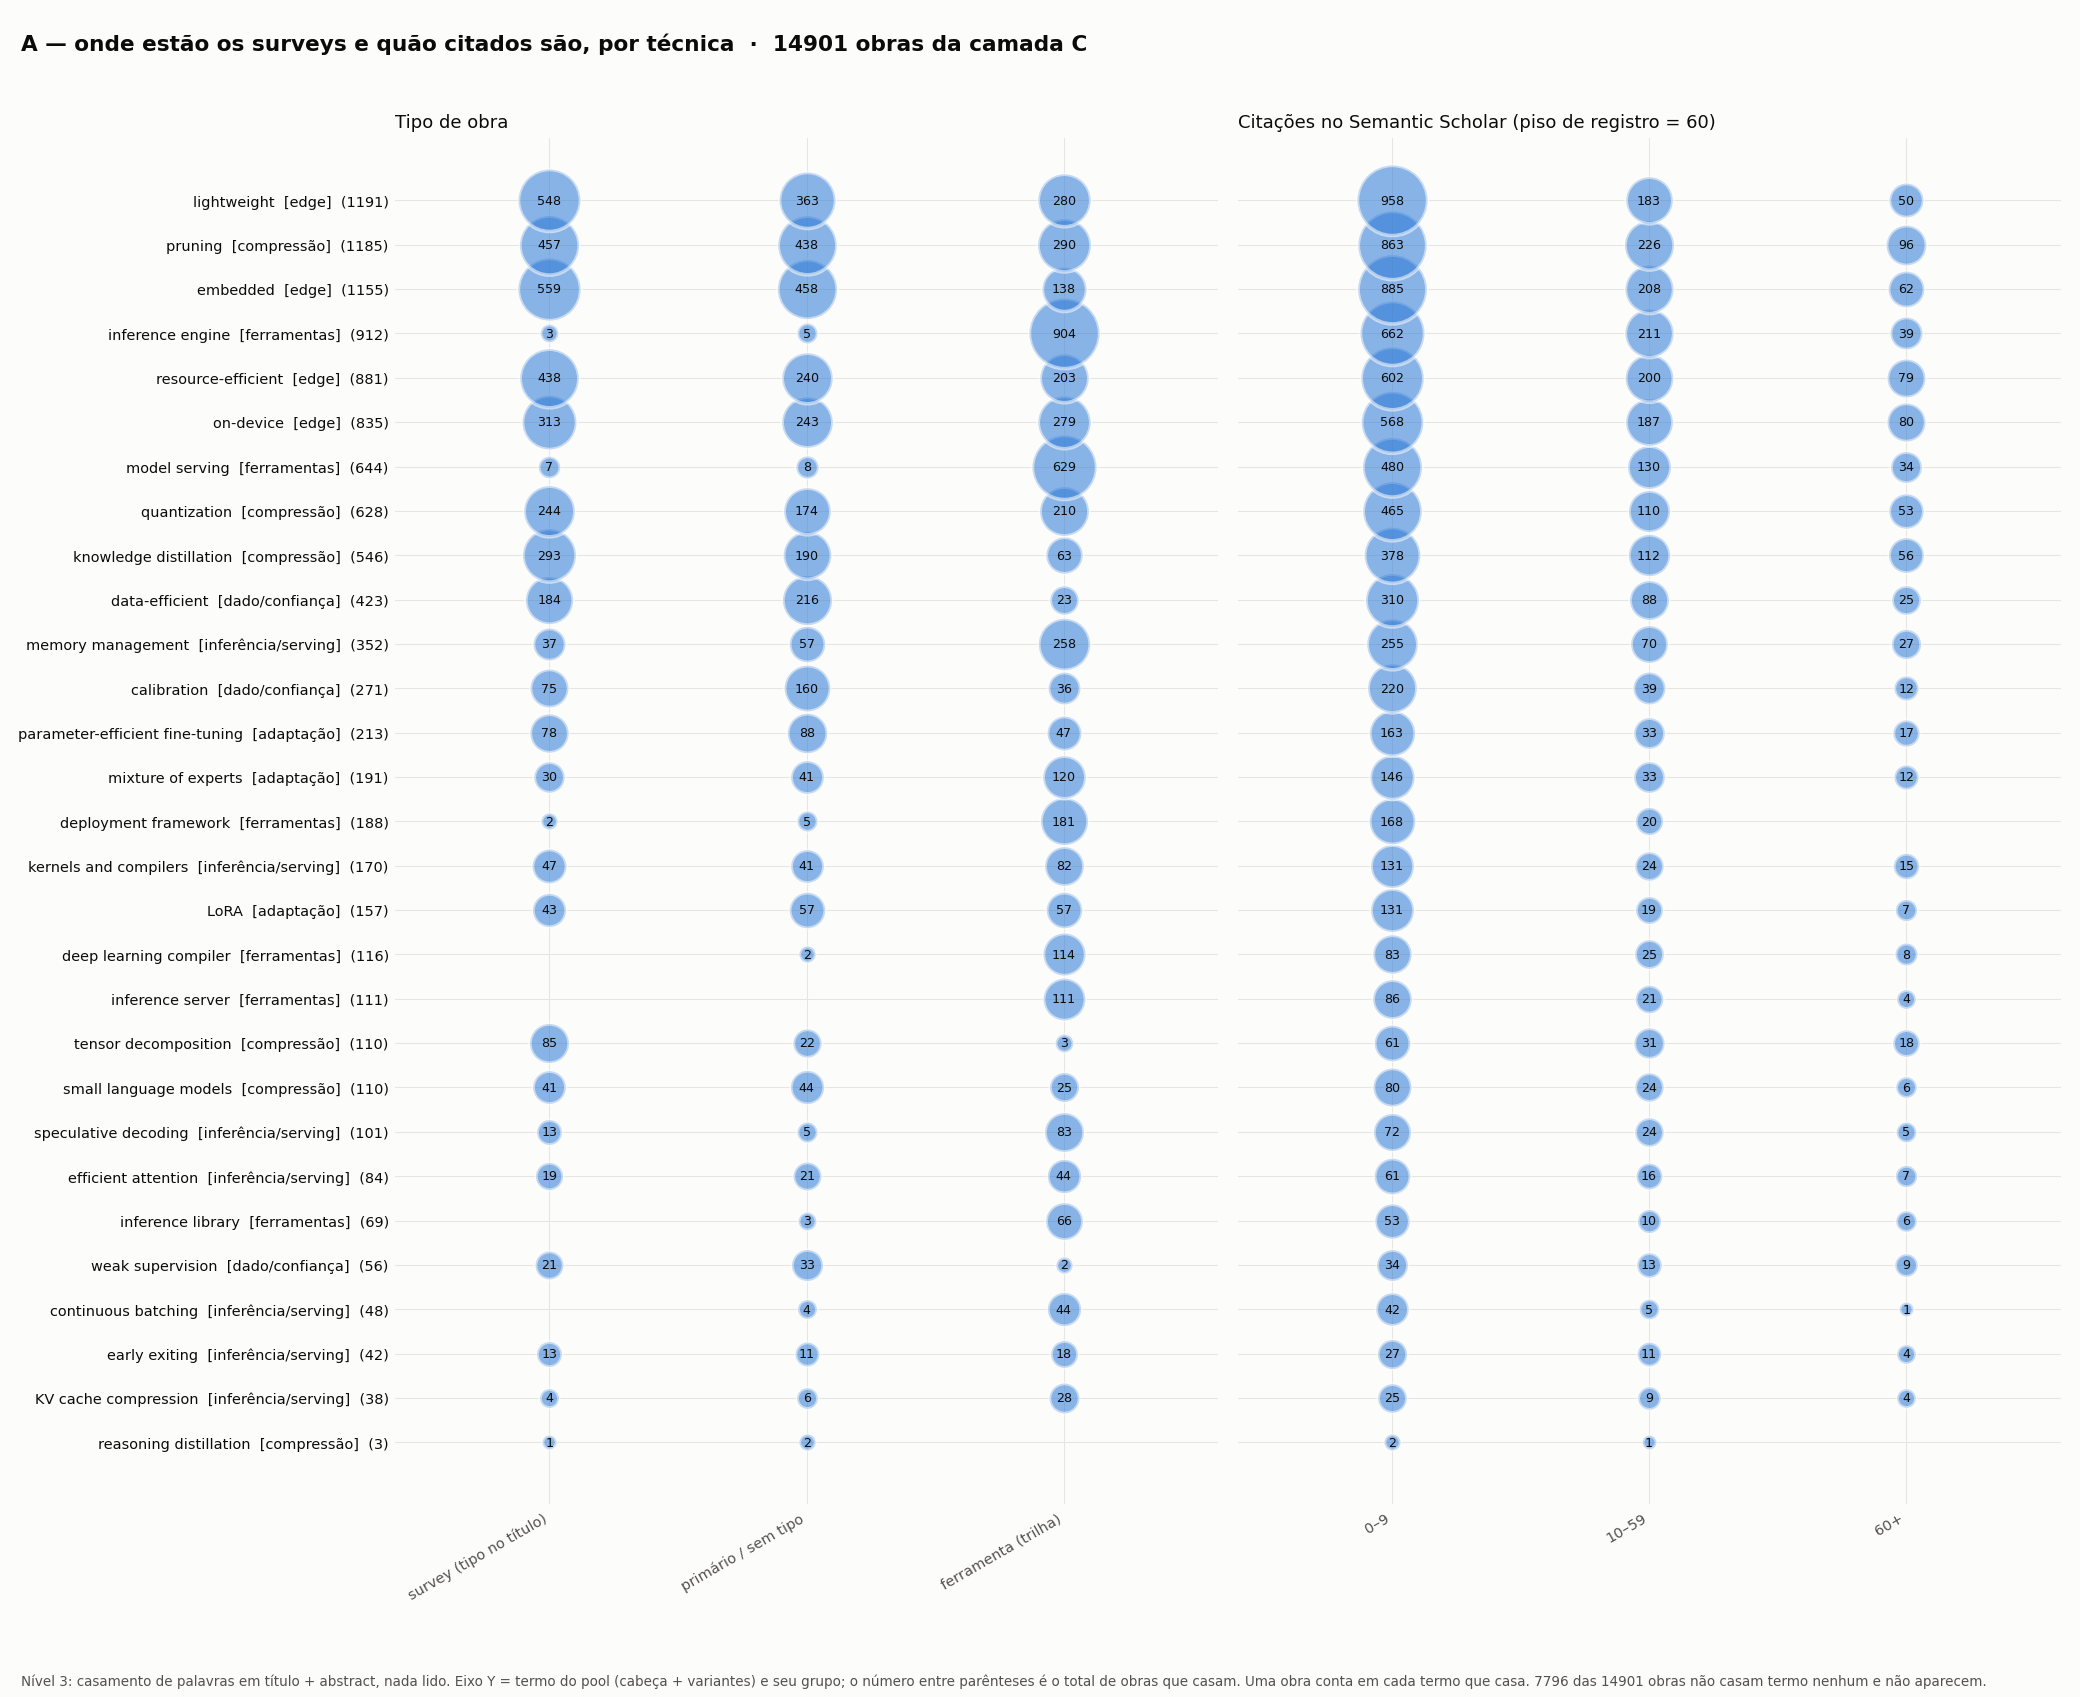 A — onde estão os surveys e quão citados são, por técnica · 14901 obras da camada C
Tipo de obra
Citações no Semantic Scholar (piso de registro = 60)
lightweight [edge] (1191) 548 363 280 958 183 50
pruning [compressão] (1185) 457 438 290 863 226 96
embedded [edge] (1155) 559 458 138 885 208 62
inference engine [ferramentas] (912) 3 5 904 662 211 39
resource-efficient [edge] (881) 438 240 203 602 200 79
on-device [edge] (835) 313 243 279 568 187 80
model serving [ferramentas] (644) 7 8 629 480 130 34
quantization [compressão] (628) 244 174 210 465 110 53
knowledge distillation [compressão] (546) 293 190 63 378 112 56
data-efficient [dado/confiança] (423) 184 216 23 310 88 25
memory management [inferência/serving] (352) 37 57 258 255 70 27
calibration [dado/confiança] (271) 75 160 36 220 39 12
parameter-efficient fine-tuning [adaptação] (213) 78 88 47 163 33 17
mixture of experts [adaptação] (191) 30 41 120 146 33 12
deployment framework [ferramentas] (188) 2 5 181 168 20
kernels and compilers [inferência/serving] (170) 47 41 82 131 24 15
LoRA [adaptação] (157) 43 57 57 131 19 7
deep learning compiler [ferramentas] (116) 2 114 83 25 8
inference server [ferramentas] (111) 111 86 21 4
tensor decomposition [compressão] (110) 85 22 3 61 31 18
small language models [compressão] (110) 41 44 25 80 24 6
speculative decoding [inferência/serving] (101) 13 5 83 72 24 5
efficient attention [inferência/serving] (84) 19 21 44 61 16 7
inference library [ferramentas] (69) 3 66 53 10 6
weak supervision [dado/confiança] (56) 21 33 2 34 13 9
continuous batching [inferência/serving] (48) 4 44 42 5 1
early exiting [inferência/serving] (42) 13 11 18 27 11 4
KV cache compression [inferência/serving] (38) 4 6 28 25 9 4
reasoning distillation [compressão] (3) 1 2 2 1
survey (tipo no título)
primário / sem tipo
ferramenta (trilha)
0–9
10–59
60+
Nível 3: casamento de palavras em título + abstract, nada lido. Eixo Y = termo do pool (cabeça + variantes) e seu grupo; o número entre parênteses é o total de obras que casam. Uma obra conta em cada termo que casa. 7796 das 14901 obras não casam termo nenhum e não aparecem.